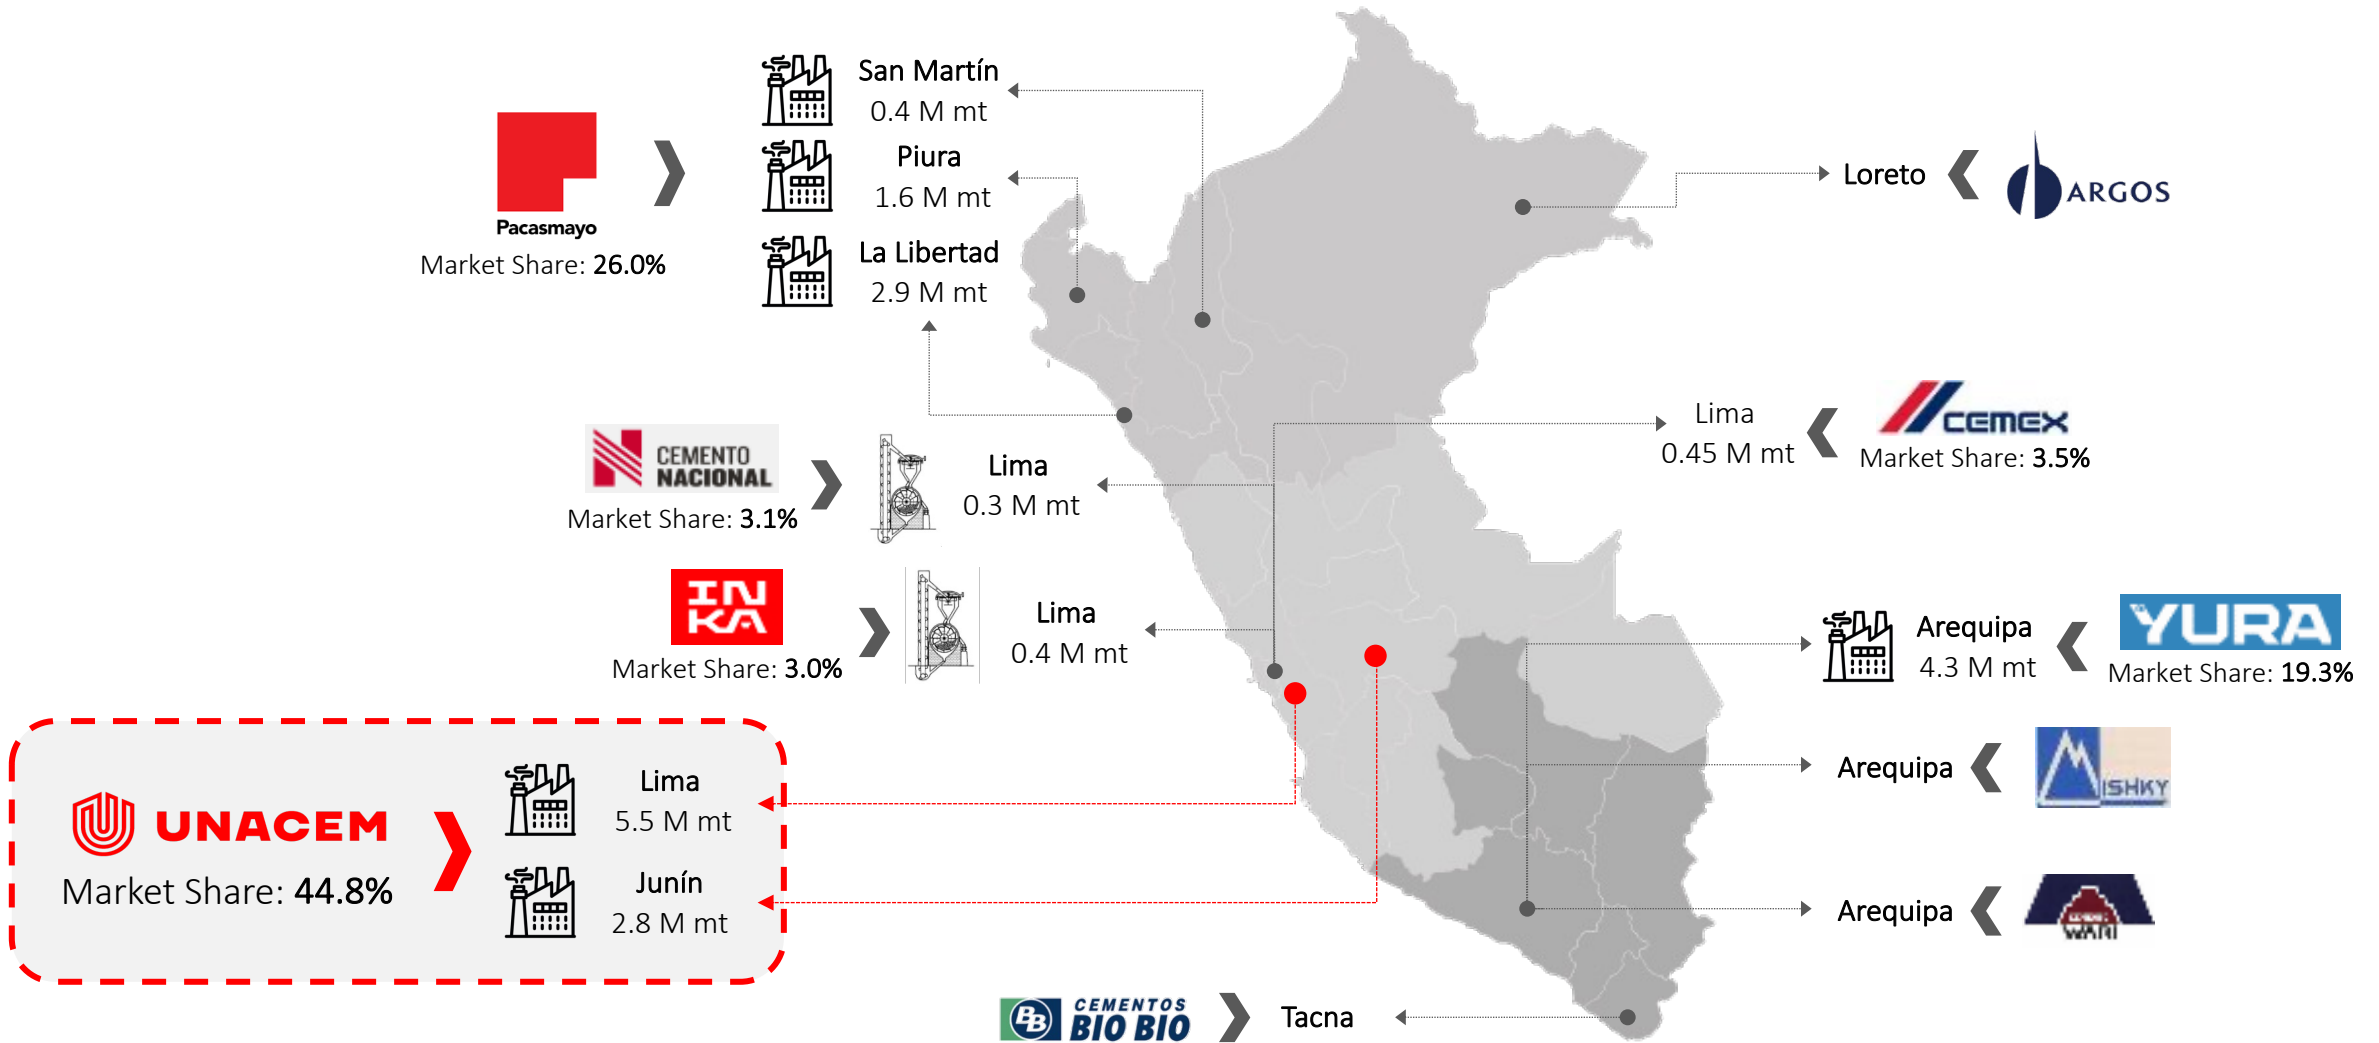 San Martín
0.4 M mt
Piura
1.6 M mt
La Libertad
2.9 M mt
Pacasmayo
Market Share: 26.0%
Loreto
ARGOS
CEMENTO
NACIONAL
Market Share: 3.1%
Lima
0.3 M mt
Lima
0.45 M mt
CEMEX
Market Share: 3.5%
IN
KA
Market Share: 3.0%
Lima
0.4 M mt
Arequipa
4.3 M mt
YURA
Market Share: 19.3%
UNACEM
Market Share: 44.8%
Lima
5.5 M mt
Junín
2.8 M mt
Arequipa
MISHKY
Arequipa
WARI
BB
CEMENTOS
BIO BIO
Tacna